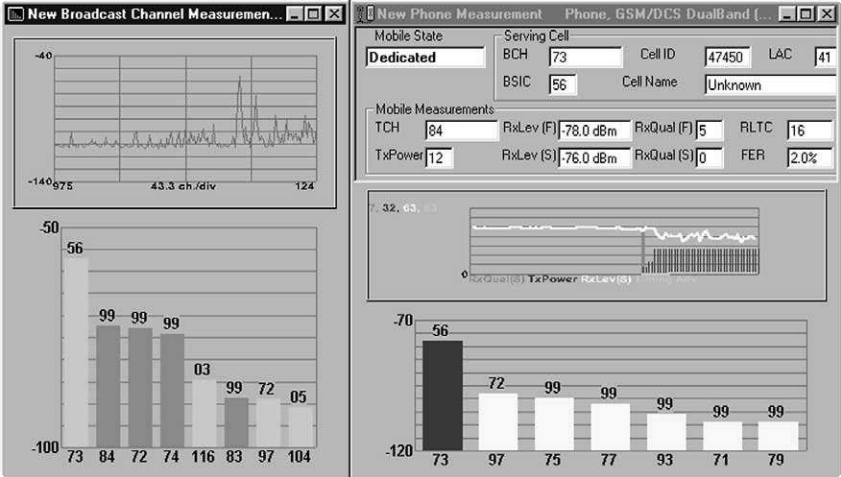 New Broadcast Channel Measuremen...
-40
-140
975
43.3 ch./div
124
-50
56
99
99
99
03
99
72
05
-100
73 84 72 74 116 83 97 104
New Phone Measurement Phone, GSM/DCS DualBand (...
Mobile State
Dedicated
Serving Cell
BCH 73 Cell ID 47450 LAC 41
BSIC 56 Cell Name Unknown
Mobile Measurements
TCH 84 RxLev (F) -78.0 dBm RxQual (F) 5 RLTC 16
TxPower 12 RxLev (S) -76.0 dBm RxQual (S) 0 FER 2.0%
7, 32, 63, 63
0
RxQual(S) TxPower RxLev(S) Timing Adv.
-70
56
72
99
99
99
99
99
-120
73 97 75 77 93 71 79